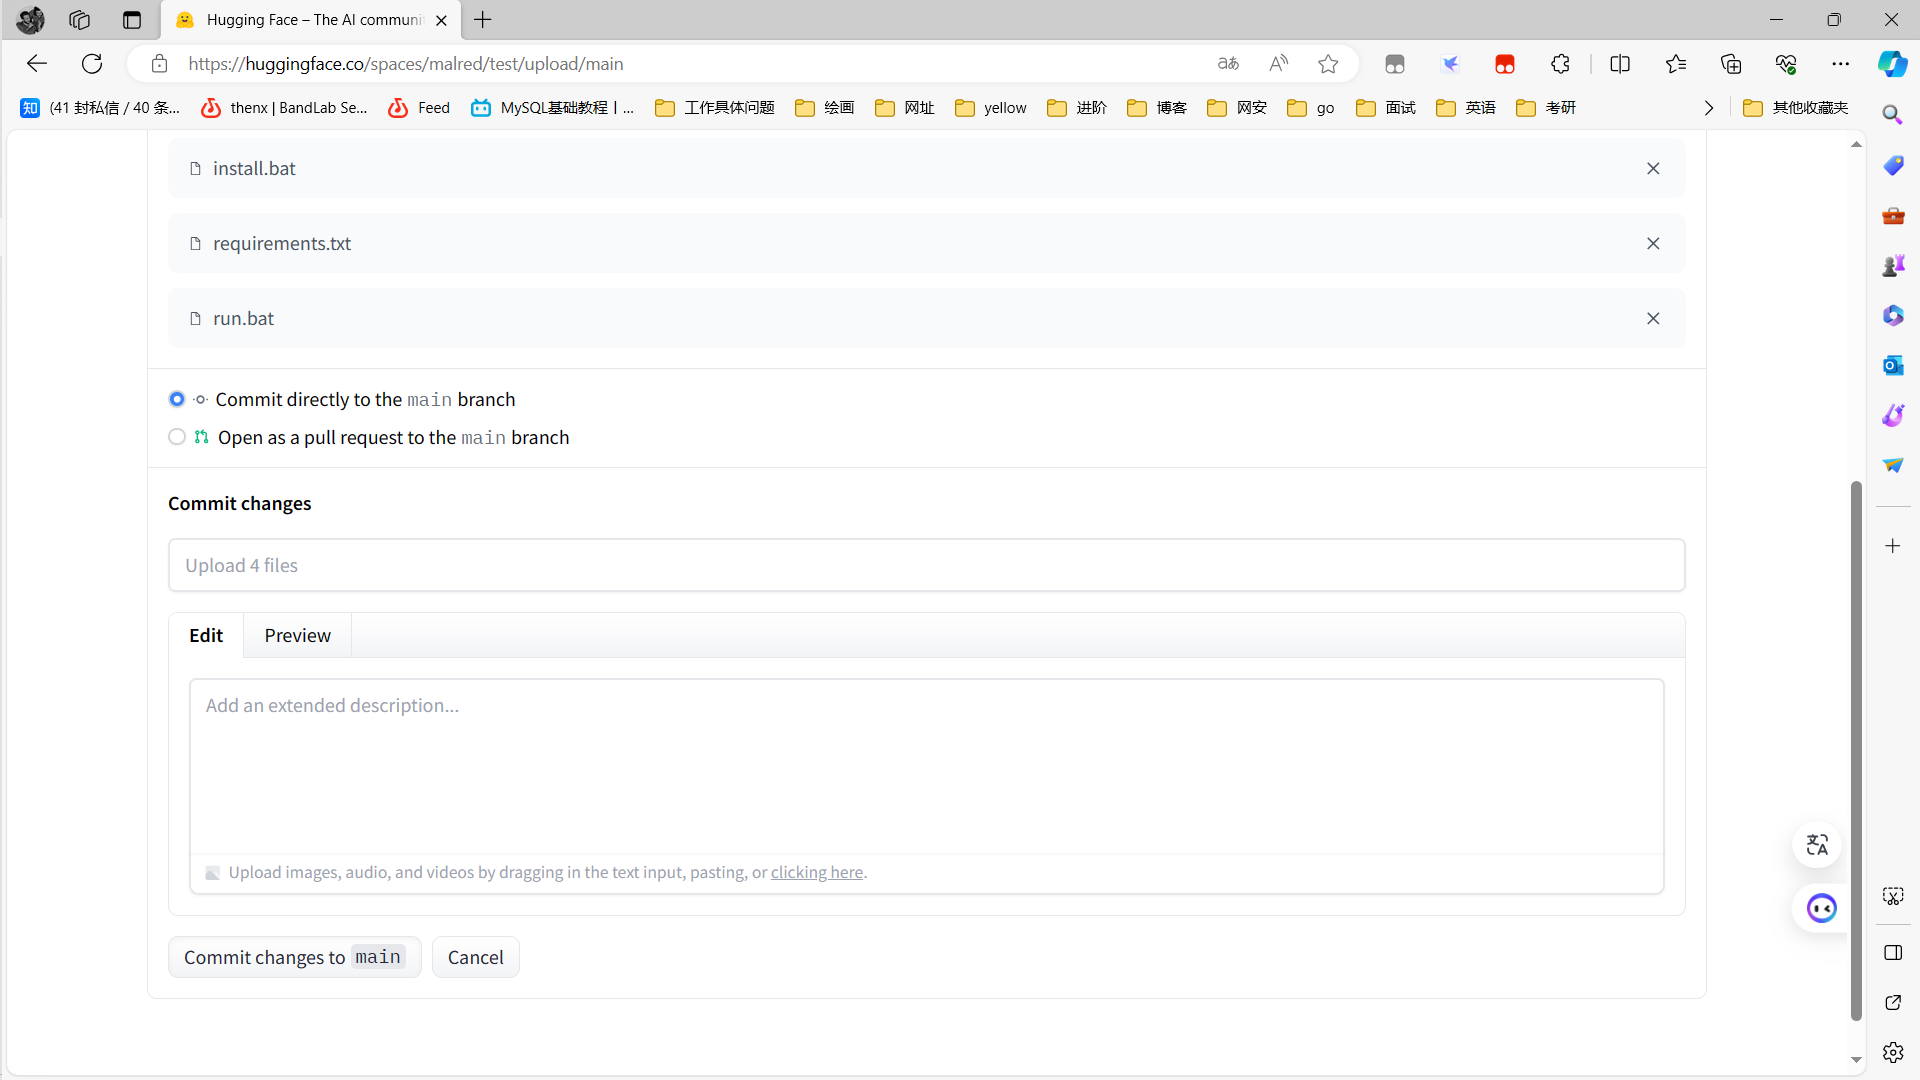 Hugging Face – The AI communi
https://huggingface.co/spaces/malred/test/upload/main
(41 封私信 / 40 条...
thenx | BandLab Se...
Feed
MySQL基础教程丨...
工作具体问题
绘画
网址
yellow
进阶
博客
网安
go
面试
英语
考研
其他收藏夹
install.bat
requirements.txt
run.bat
Commit directly to the main branch
Open as a pull request to the main branch
Commit changes
Upload 4 files
Edit
Preview
Add an extended description...
Upload images, audio, and videos by dragging in the text input, pasting, or clicking here.
Commit changes to main
Cancel